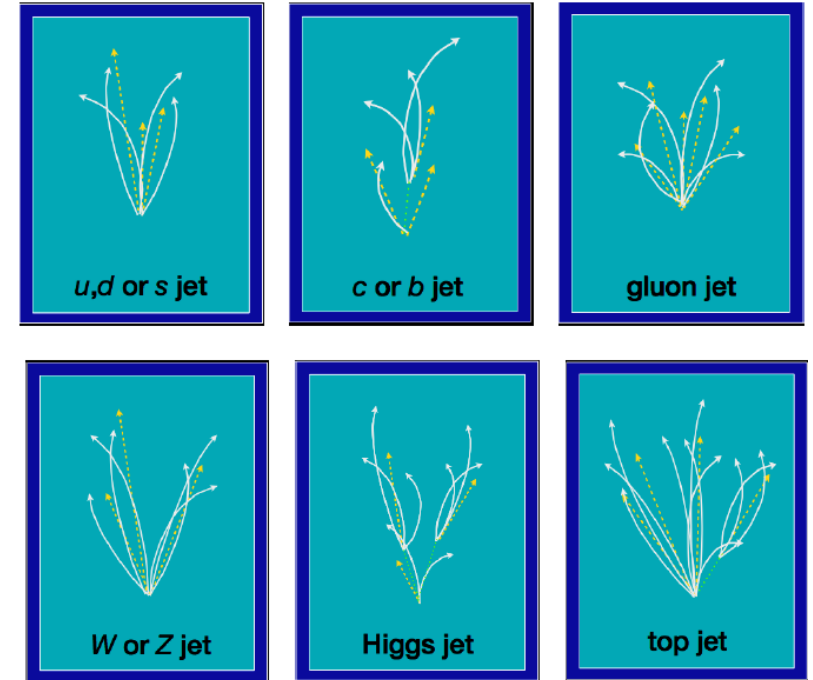 u,d or s jet
c or b jet
gluon jet
W or Z jet
Higgs jet
top jet